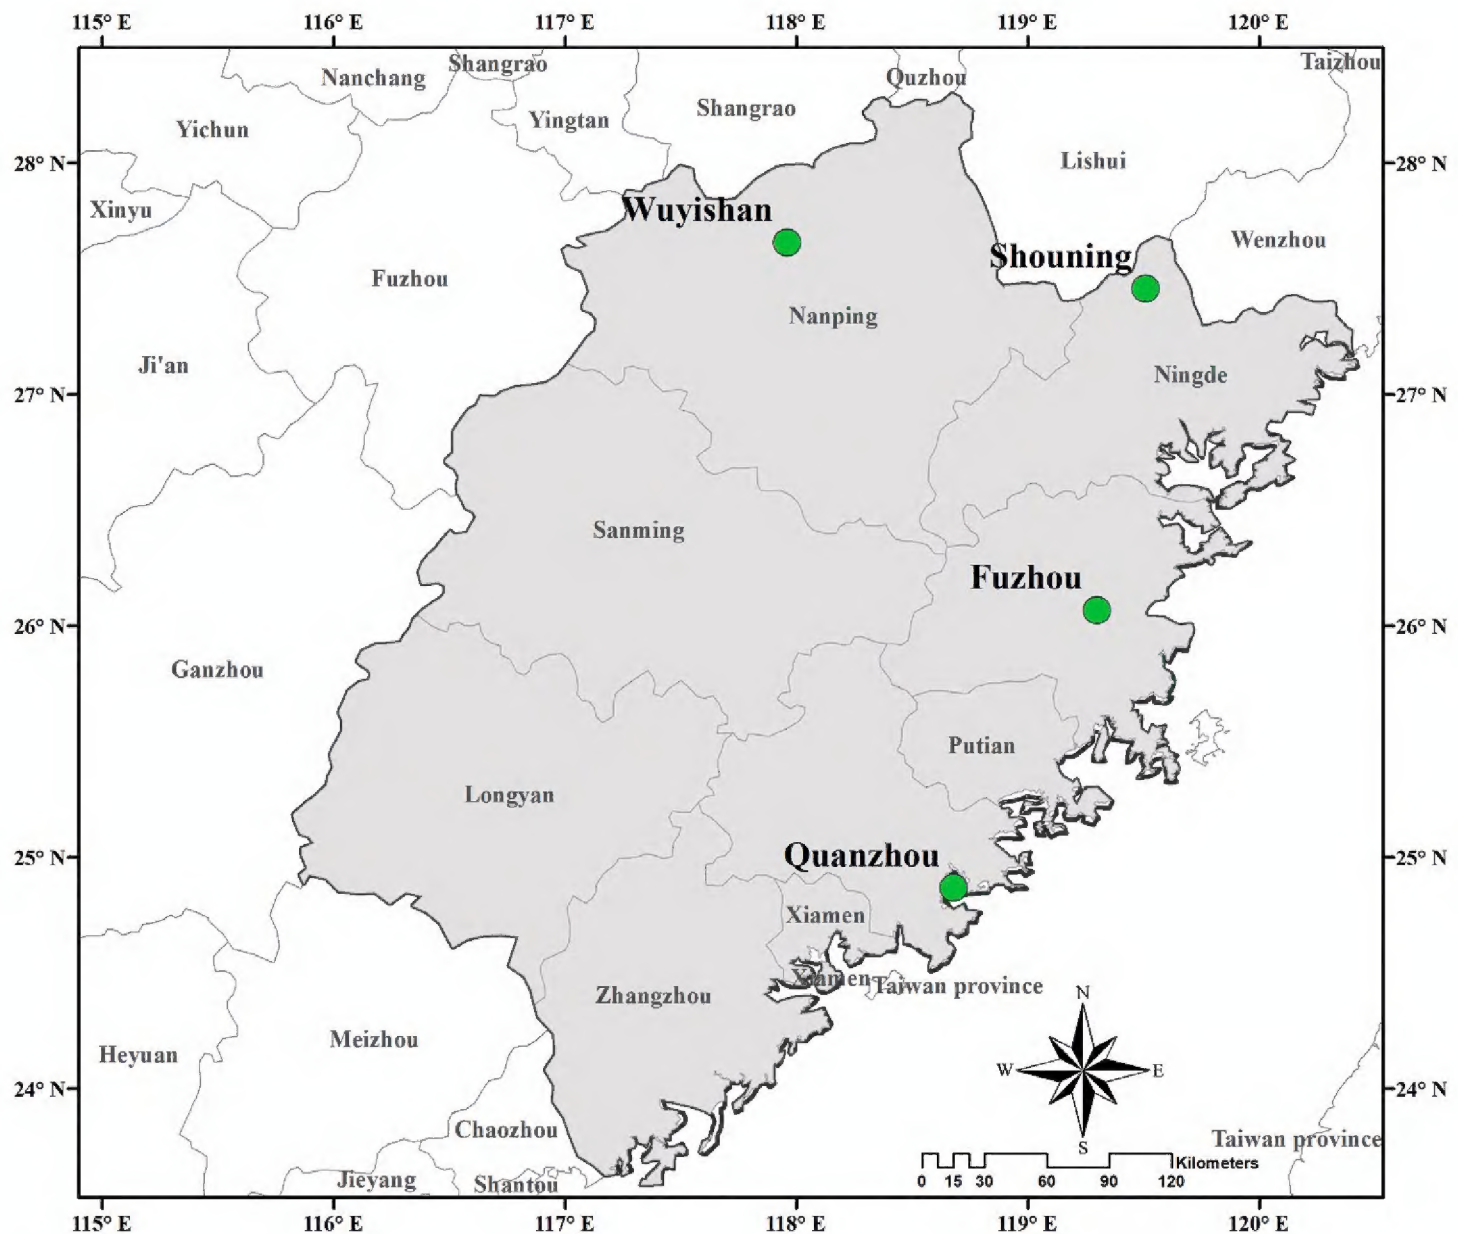 115° E 116° E 117° E 118° E 119° E 120° E
Shangrao Quzhou Taizhou
Nanchang
Shangrao
Yingtan
Yichun
28° N Lishui 28° N
Xinyu Wuyishan
Wenzhou
Shouning
Fuzhou
Nanping
Ji'an
Ningde
27° N 27° N
Sanming
Fuzhou
26° N 26° N
Ganzhou
Putian
Longyan
25° N Quanzhou 25° N
Xiamen
Xiamen Taiwan province
Zhangzhou N
Meizhou
Heyuan
W E
24° N 24° N
Chaozhou
Taiwan province
S
Kilometers
Jieyang Shantou
0 15 30 60 90 120
115° E 116° E 117° E 118° E 119° E 120° E